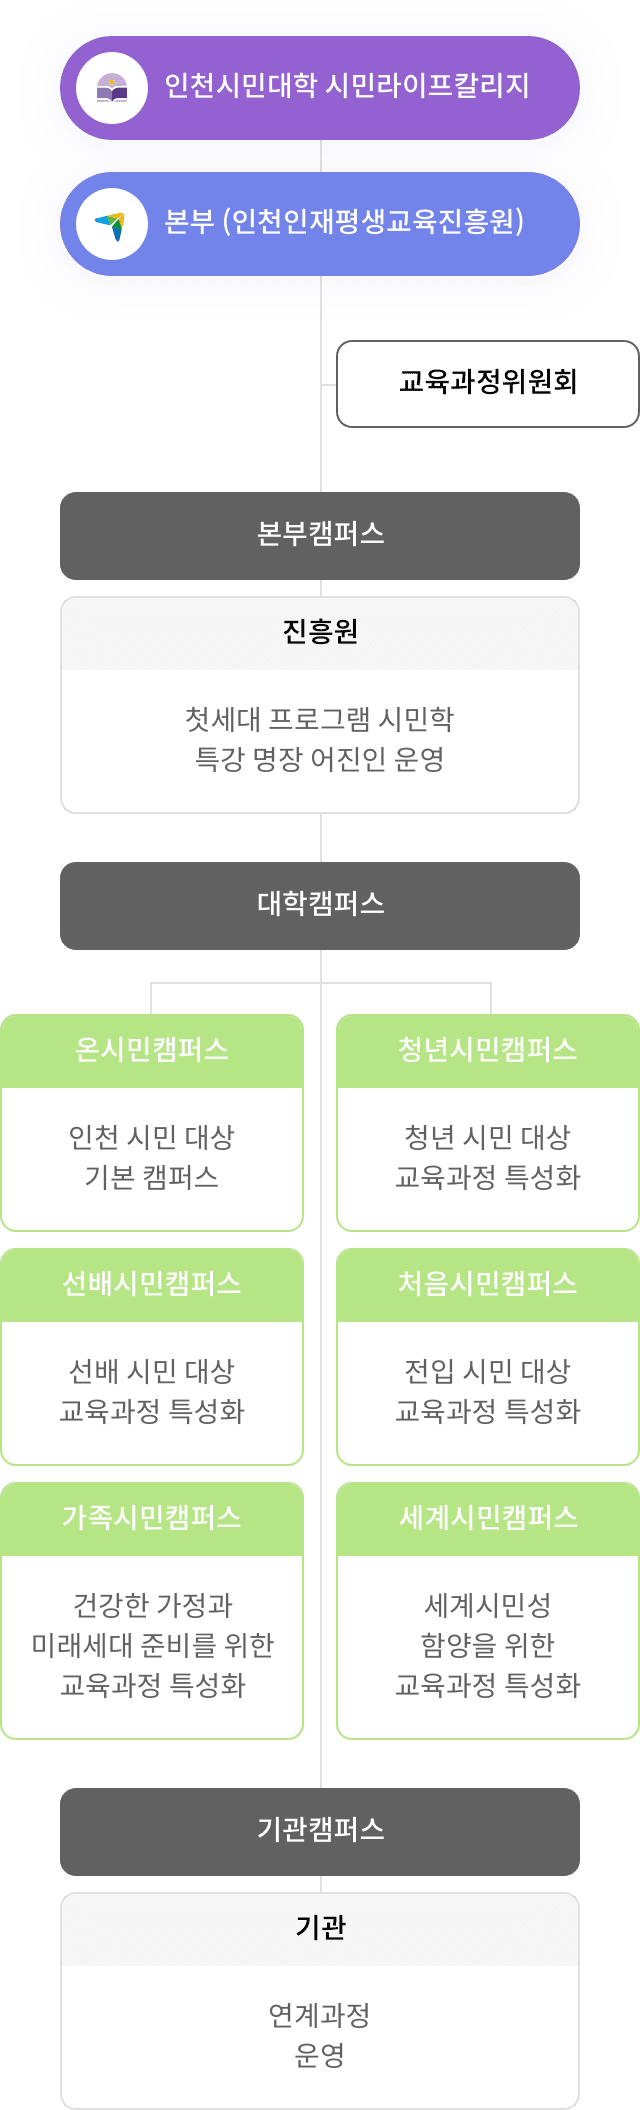 인천시민대학 시민라이프칼리지
본부 (인천인재평생교육진흥원)
교육과정위원회
본부캠퍼스
진흥원
첫세대 프로그램 시민학
특강 명장 어진인 운영
대학캠퍼스
온시민캠퍼스
인천 시민 대상
기본 캠퍼스
청년시민캠퍼스
청년 시민 대상
교육과정 특성화
선배시민캠퍼스
선배 시민 대상
교육과정 특성화
처음시민캠퍼스
전입 시민 대상
교육과정 특성화
가족시민캠퍼스
건강한 가정과
미래세대 준비를 위한
교육과정 특성화
세계시민캠퍼스
세계시민성
함양을 위한
교육과정 특성화
기관캠퍼스
기관
연계과정
운영